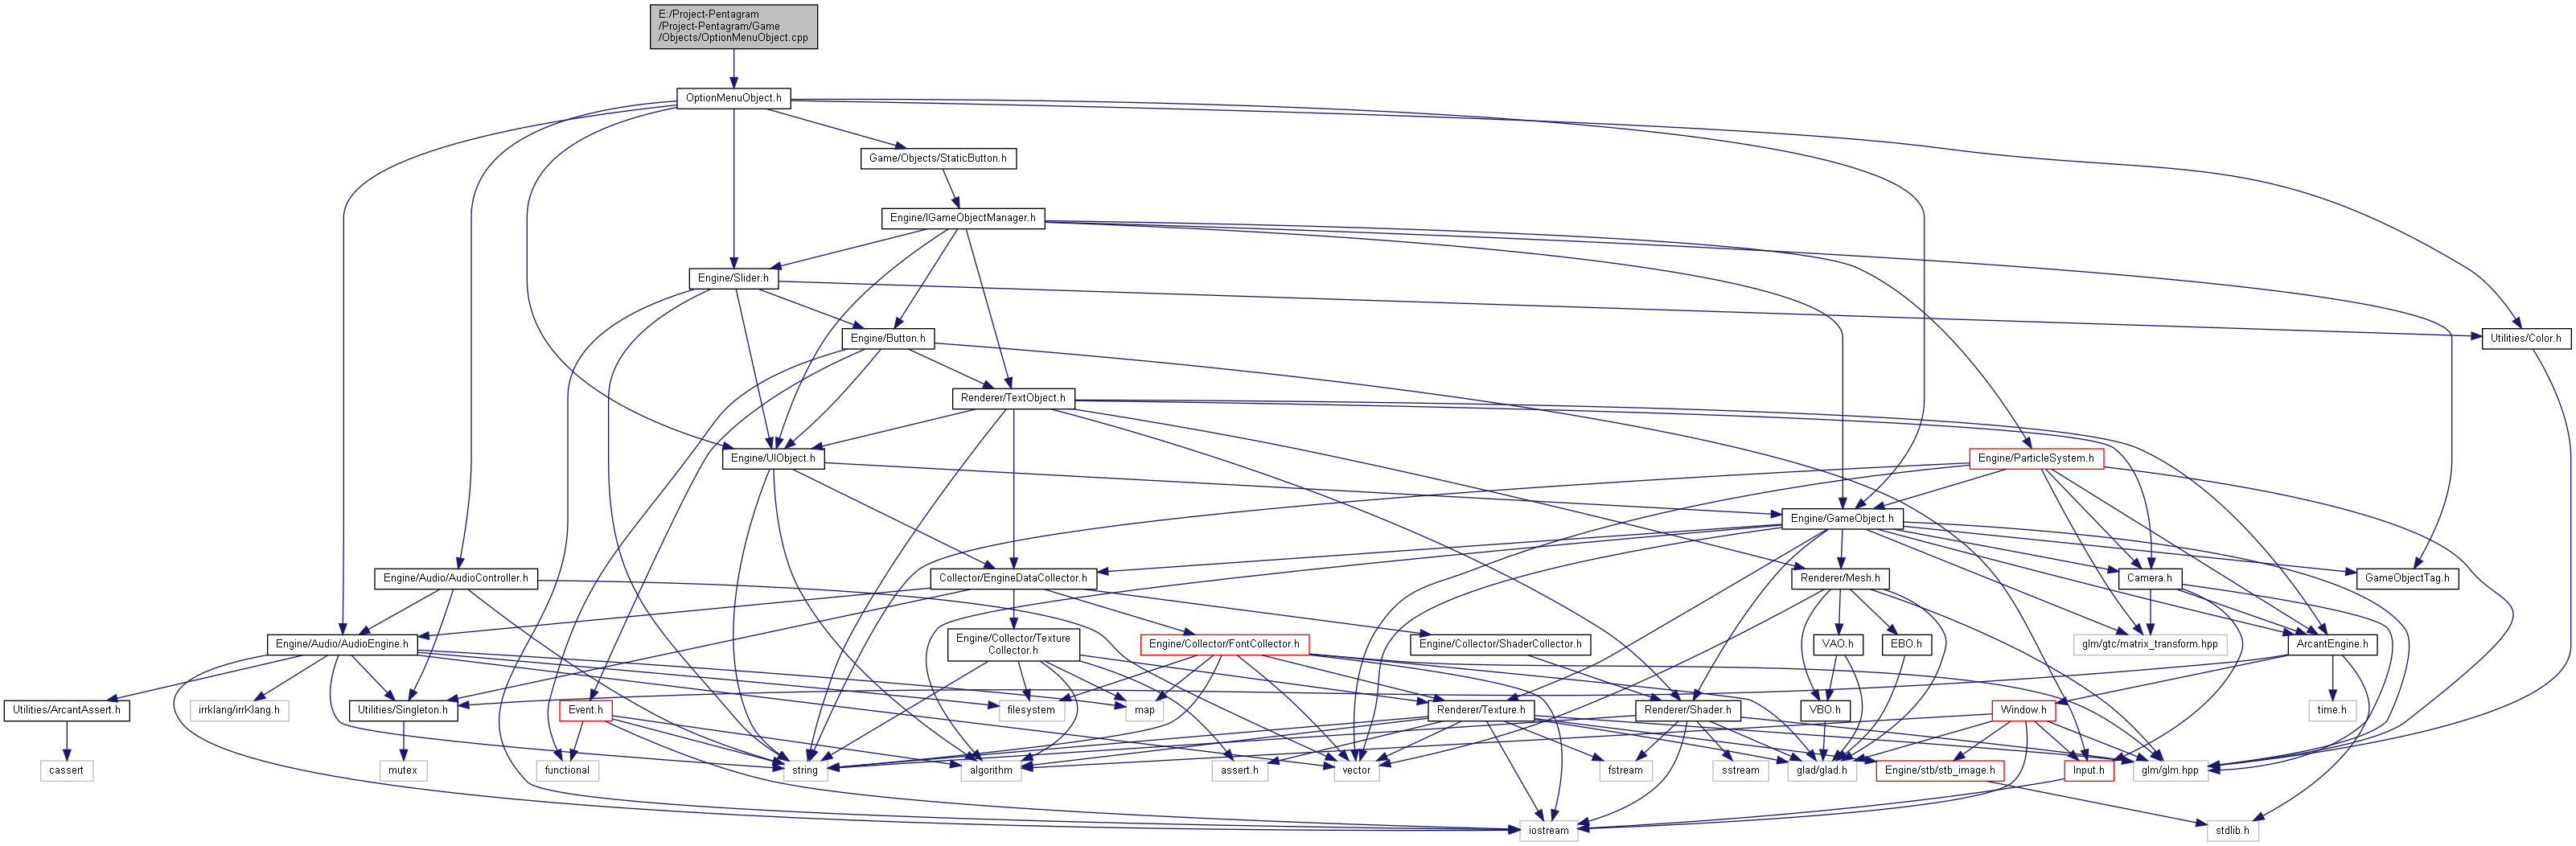 E:/Project-Pentagram
/Project-Pentagram/Game
/Objects/OptionMenuObject.cpp
OptionMenuObject.h
Game/Objects/StaticButton.h
Engine/IGameObjectManager.h
Engine/Slider.h
Engine/Button.h
Utilities/Color.h
Renderer/TextObject.h
Engine/UIObject.h
Engine/ParticleSystem.h
Engine/GameObject.h
Engine/Audio/AudioController.h
Collector/EngineDataCollector.h
Renderer/Mesh.h
Camera.h
GameObjectTag.h
Engine/Audio/AudioEngine.h
Engine/Collector/Texture
Collector.h
Engine/Collector/FontCollector.h
Engine/Collector/ShaderCollector.h
VAO.h
EBO.h
glm/gtc/matrix_transform.hpp
ArcantEngine.h
Utilities/ArcantAssert.h
irrklang/irrKlang.h
Utilities/Singleton.h
Event.h
filesystem
map
Renderer/Texture.h
Renderer/Shader.h
VBO.h
Window.h
time.h
cassert
mutex
functional
string
algorithm
assert.h
vector
fstream
sstream
glad/glad.h
Engine/stb/stb_image.h
Input.h
glm/glm.hpp
iostream
stdlib.h